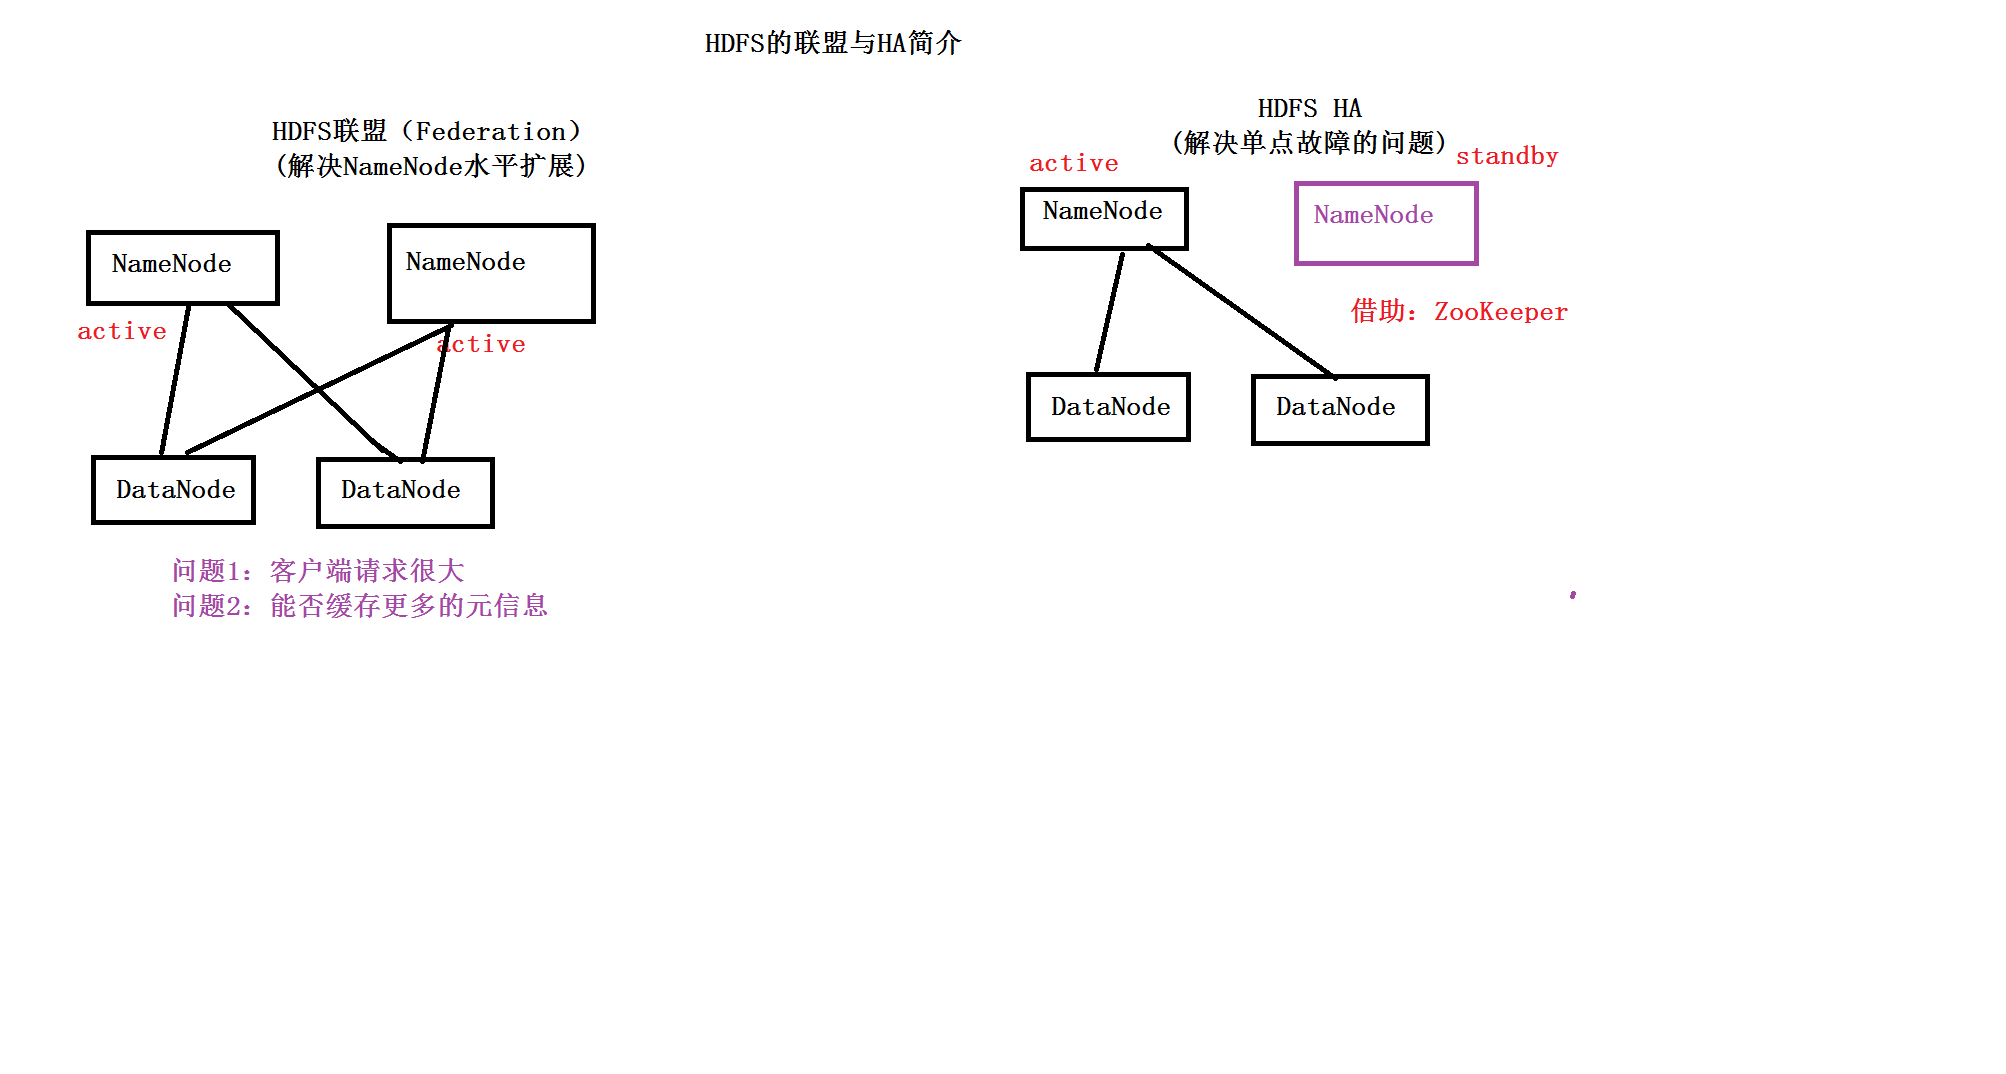 HDFS的联盟与HA简介
HDFS联盟（Federation）
(解决NameNode水平扩展)
NameNode
NameNode
active
active
DataNode
DataNode
问题1：客户端请求很大
问题2：能否缓存更多的元信息
HDFS HA
(解决单点故障的问题)
active
standby
NameNode
NameNode
借助：ZooKeeper
DataNode
DataNode